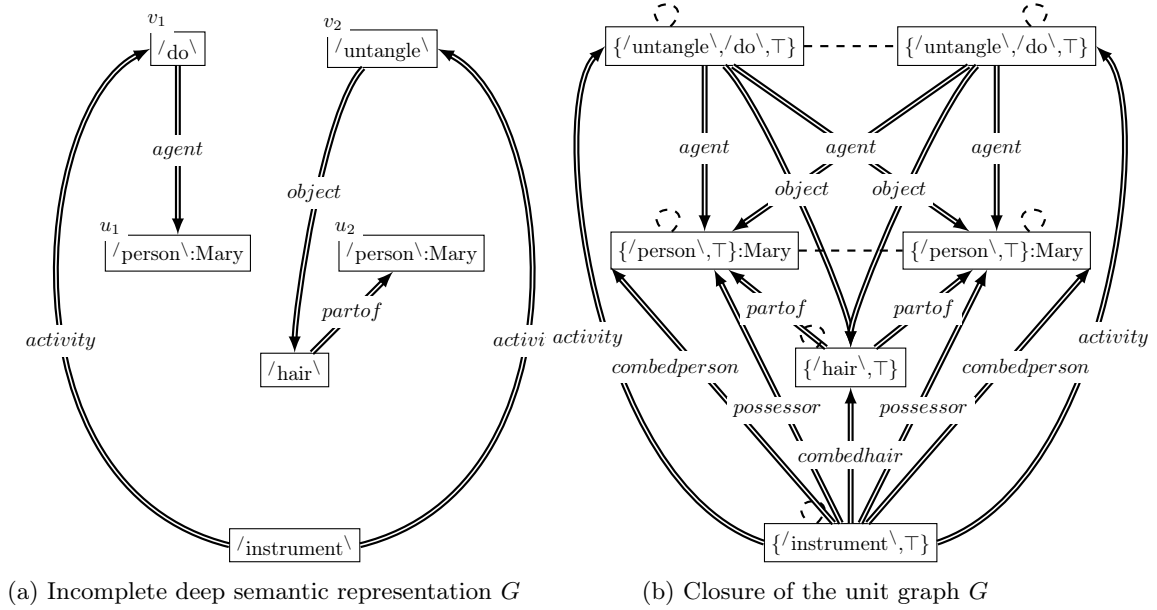 v1
v2
/do\
/untangle\
{/untangle\,/do\,⊤}
{/untangle\,/do\,⊤}
agent
agent
agent
agent
object
object
object
u1
u2
/person\:Mary
/person\:Mary
{/person\,⊤}:Mary
{/person\,⊤}:Mary
partof
partof
partof
activity
activi
activity
activity
/hair\
{/hair\,⊤}
combedperson
combedperson
possessor
possessor
combedhair
/instrument\
{/instrument\,⊤}
(a) Incomplete deep semantic representation G
(b) Closure of the unit graph G